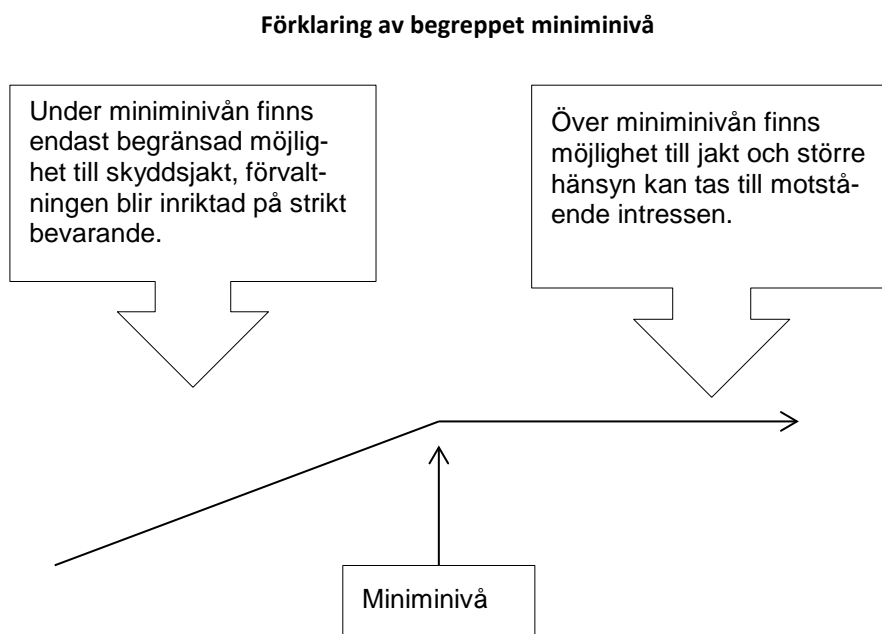 Förklaring av begreppet miniminivå
Under miniminivån finns
endast begränsad möjlig-
het till skyddsjakt, förvalt-
ningen blir inriktad på strikt
bevarande.
Över miniminivån finns
möjlighet till jakt och större
hänsyn kan tas till motstå-
ende intressen.
Miniminivå